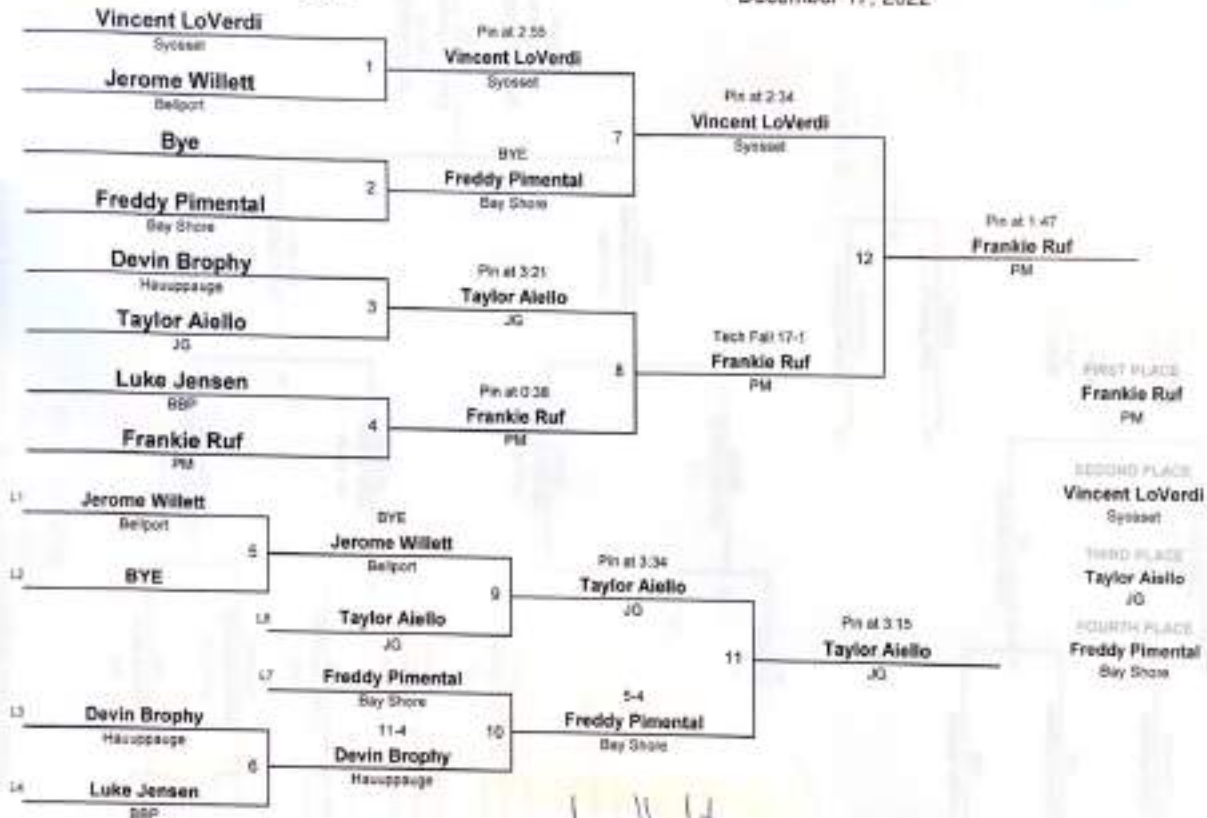 December 17, 2022
Vincent LoVerdi
Syosset
1
Jerome Willett
Bellport
Pin at 2:55
Vincent LoVerdi
Syosset
Bye
2
Freddy Pimental
Bay Shore
BYE
Freddy Pimental
Bay Shore
7
Pin at 2:34
Vincent LoVerdi
Syosset
Devin Brophy
Hauuppauge
3
Taylor Aiello
JG
Pin at 3:21
Taylor Aiello
JG
Luke Jensen
BBP
4
Frankie Ruf
PM
Pin at 0:38
Frankie Ruf
PM
8
Tech Fall 17-1
Frankie Ruf
PM
12
Pin at 1:47
Frankie Ruf
PM
FIRST PLACE
Frankie Ruf
PM
SECOND PLACE
Vincent LoVerdi
Syosset
THIRD PLACE
Taylor Aiello
JG
FOURTH PLACE
Freddy Pimental
Bay Shore
L1
Jerome Willett
Bellport
5
L2
BYE
BYE
Jerome Willett
Bellport
9
L8
Taylor Aiello
JG
Pin at 3:34
Taylor Aiello
JG
L7
Freddy Pimental
Bay Shore
10
L3
Devin Brophy
Hauuppauge
6
L4
Luke Jensen
BBP
11-4
Devin Brophy
Hauuppauge
5-4
Freddy Pimental
Bay Shore
11
Pin at 3:15
Taylor Aiello
JG